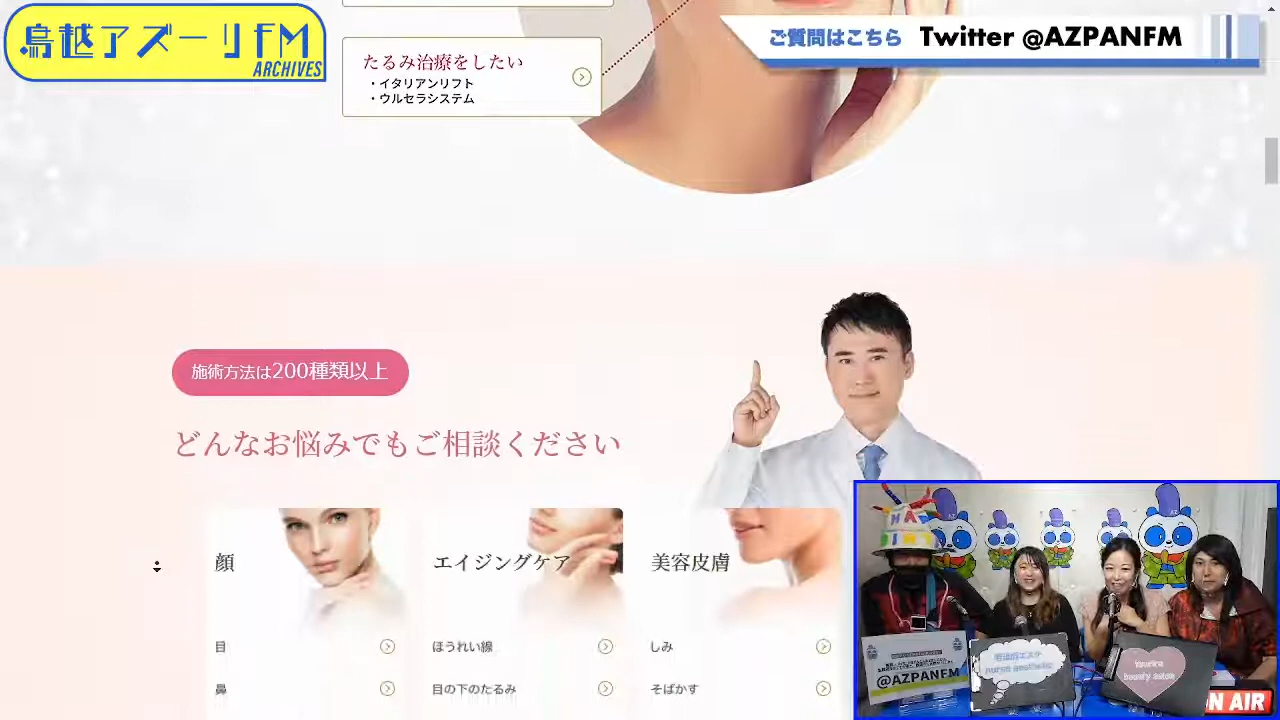 鳥越アズーリFM
ARCHIVES
ご質問はこちら Twitter @AZPANFM
たるみ治療をしたい
・イタリアンリフト
・ウルセラシステム
施術方法は200種類以上
どんなお悩みでもご相談ください
顔
エイジングケア
美容皮膚
目
ほうれい線
しみ
鼻
目の下のたるみ
そばかす
@AZPANFM
beauty salon
ON AIR